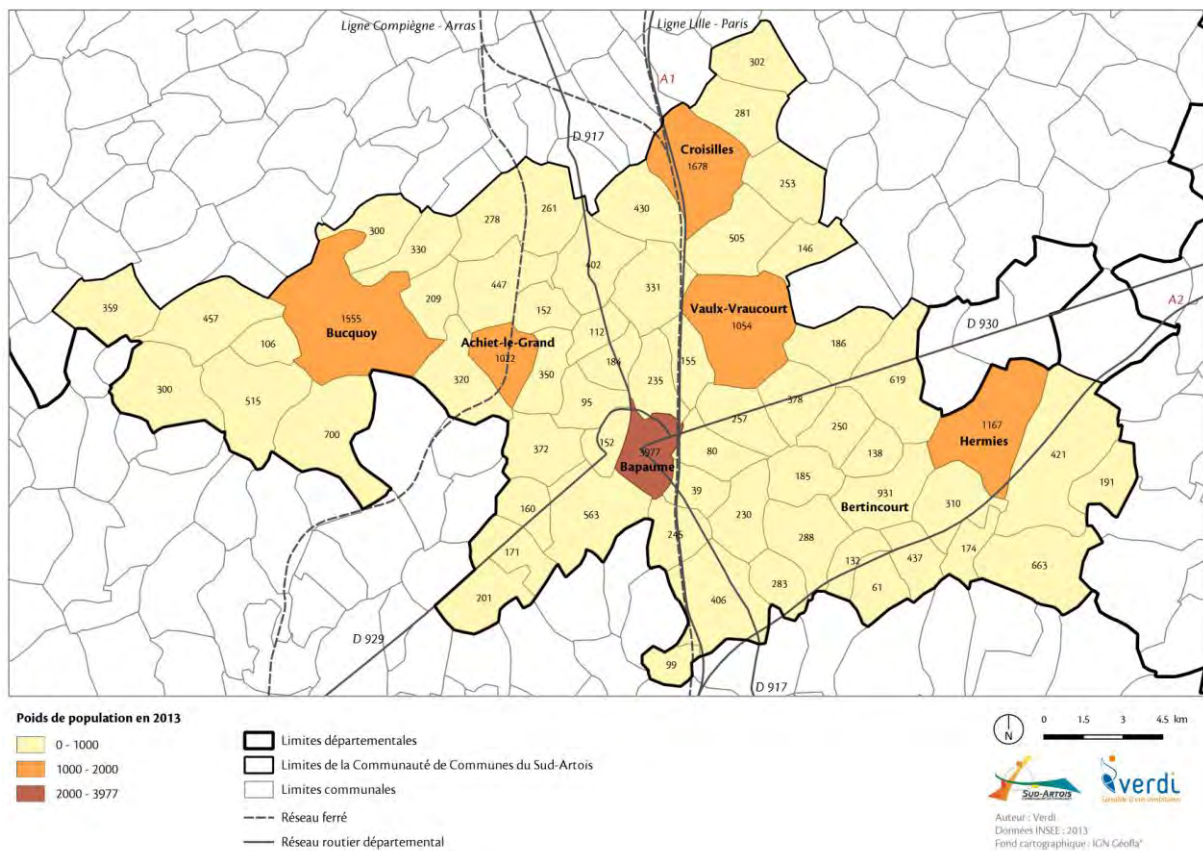 Ligne Compiègne - Arras
Ligne Lille - Paris
302
A1
281
D 917
Croisilles
1678
253
261
430
278
300
505
146
330
402
447
331
209
359
Vaulx-Vraucourt
1054
A2
457
1555
Bucquoy
152
D 930
106
112
186
Achiet-le-Grand
1022
184
155
320
350
235
619
300
515
95
378
1167
Hermies
257
250
700
372
152
3977
Bapaume
80
138
421
185
191
39
931
Bertincourt
310
160
563
230
245
288
171
132
437
174
663
283
61
201
406
D 929
99
D 917
Poids de population en 2013
0 - 1000
1000 - 2000
2000 - 3977
Limites départementales
Limites de la Communauté de Communes du Sud-Artois
Limites communales
Réseau ferré
Réseau routier départemental
N
0 1.5 3 4.5 km
SUD-ARTOIS
verdi
Auteur : Verdi
Données INSEE : 2013
Fond cartographique : IGN Géofla®